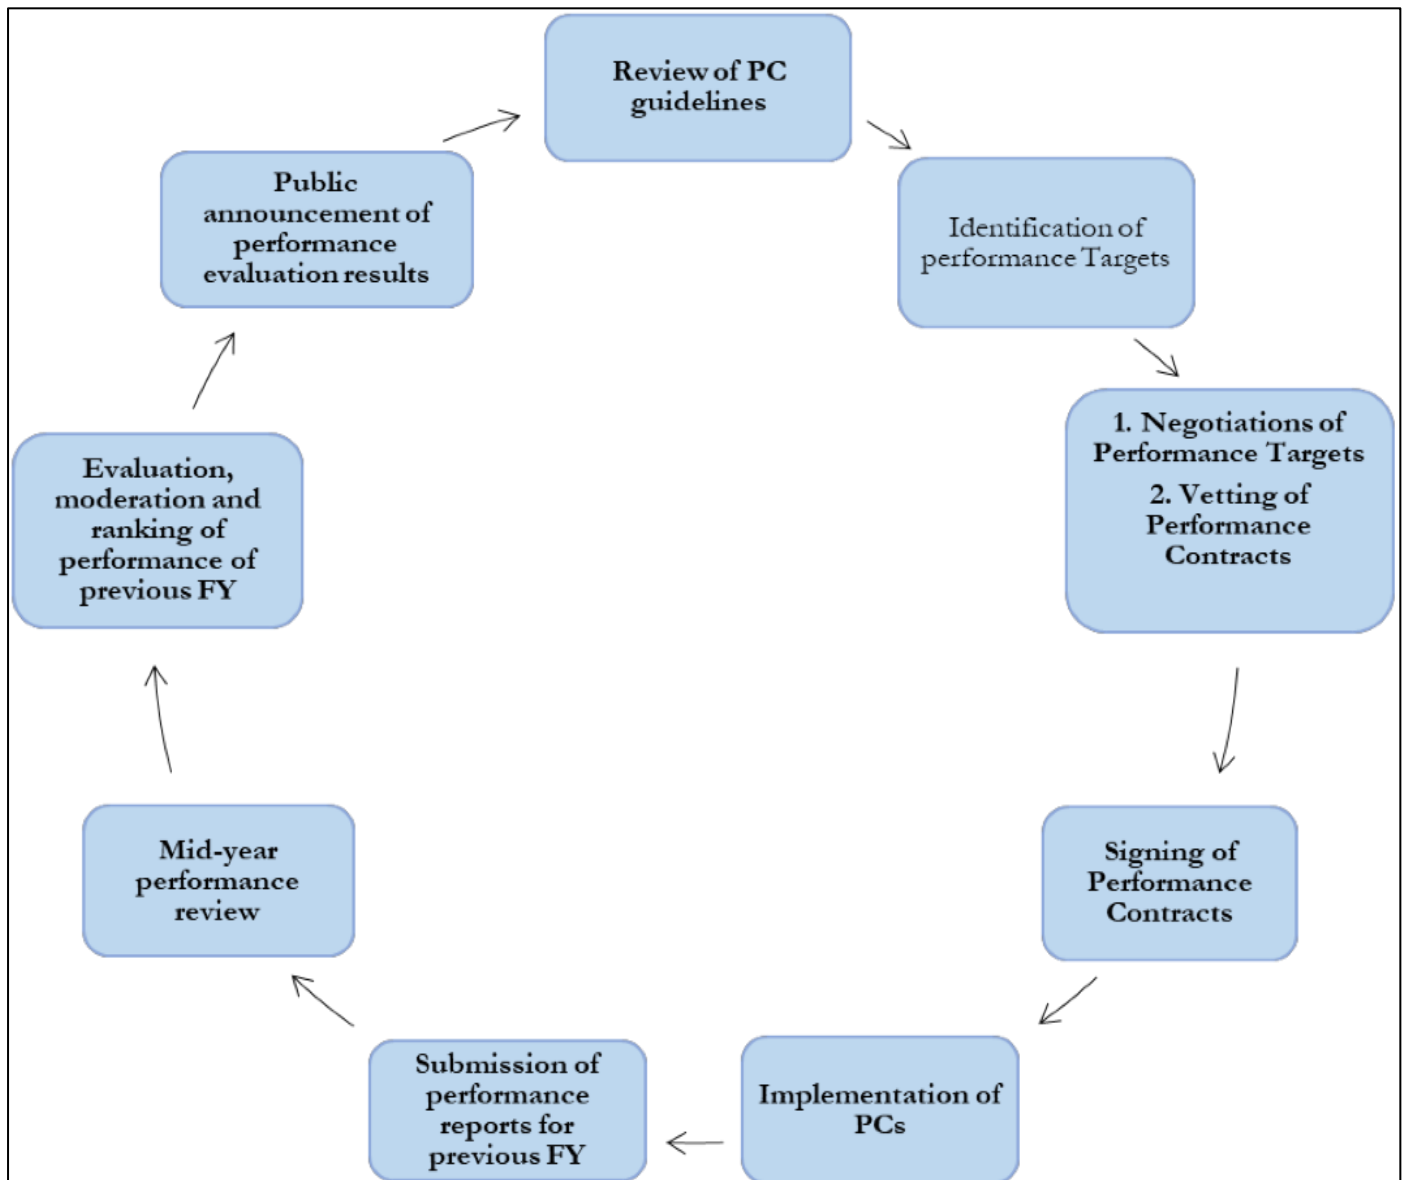 Review of PC
guidelines
Identification of
performance Targets
1. Negotiations of
Performance Targets
2. Vetting of
Performance
Contracts
Signing of
Performance
Contracts
Implementation of
PCs
Submission of
performance
reports for
previous FY
Mid-year
performance
review
Evaluation,
moderation and
ranking of
performance of
previous FY
Public
announcement of
performance
evaluation results